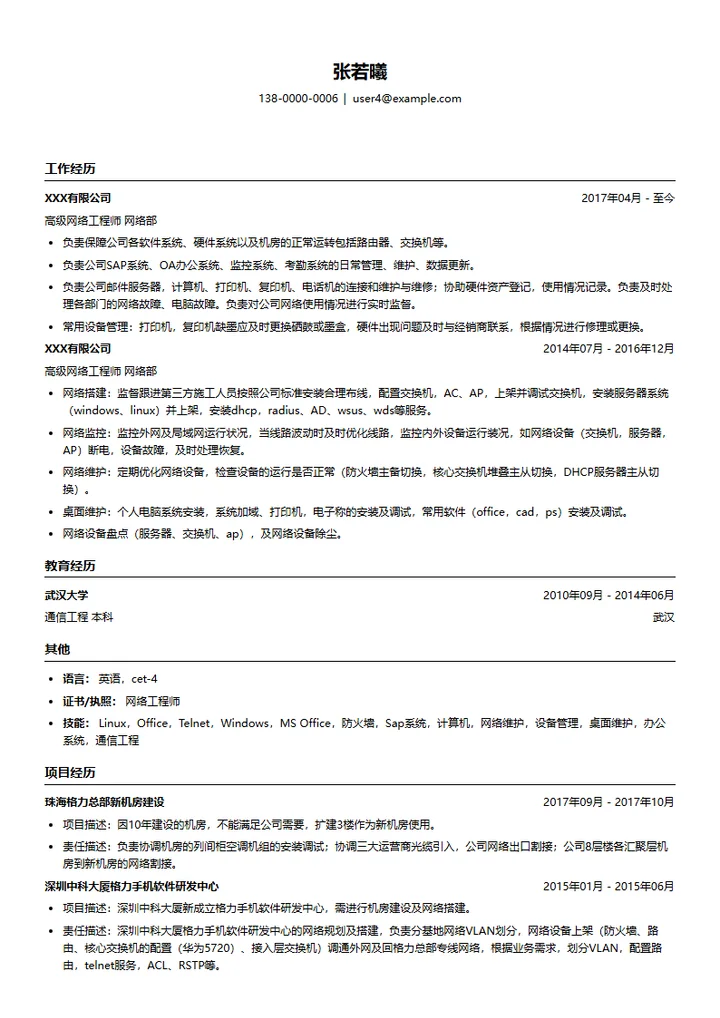 张若曦
138-0000-0006 | user4@example.com
工作经历
XXX有限公司 2017年04月 - 至今
高级网络工程师 网络部
• 负责保障公司各软件系统、硬件系统以及机房的正常运转包括路由器、交换机等。
• 负责公司SAP系统、OA办公系统、监控系统、考勤系统的日常管理、维护、数据更新。
• 负责公司邮件服务器，计算机、打印机、复印机、电话机的连接和维护与维修；协助硬件资产登记，使用情况记录。负责及时处
理各部门的网络故障、电脑故障。负责对公司网络使用情况进行实时监督。
• 常用设备管理：打印机，复印机缺墨应及时更换硒鼓或墨盒，硬件出现问题及时与经销商联系，根据情况进行修理或更换。
XXX有限公司 2014年07月 - 2016年12月
高级网络工程师 网络部
• 网络搭建：监督跟进第三方施工人员按照公司标准安装合理布线，配置交换机，AC、AP，上架并调试交换机，安装服务器系统
（windows、linux）并上架，安装dhcp，radius、AD、wsus、wds等服务。
• 网络监控：监控外网及局域网运行状况，当线路波动时及时优化线路，监控内外设备运行装况，如网络设备（交换机，服务器，
AP）断电，设备故障，及时处理恢复。
• 网络维护：定期优化网络设备，检查设备的运行是否正常（防火墙主备切换，核心交换机堆叠主从切换，DHCP服务器主从切
换）。
• 桌面维护：个人电脑系统安装，系统加域、打印机，电子称的安装及调试，常用软件（office，cad，ps）安装及调试。
• 网络设备盘点（服务器、交换机、ap），及网络设备除尘。
教育经历
武汉大学 2010年09月 - 2014年06月
通信工程 本科 武汉
其他
• 语言： 英语，cet-4
• 证书/执照： 网络工程师
• 技能： Linux，Office，Telnet，Windows，MS Office，防火墙，Sap系统，计算机，网络维护，设备管理，桌面维护，办公
系统，通信工程
项目经历
珠海格力总部新机房建设 2017年09月 - 2017年10月
• 项目描述：因10年建设的机房，不能满足公司需要，扩建3楼作为新机房使用。
• 责任描述：负责协调机房的列间柜空调机组的安装调试；协调三大运营商光缆引入，公司网络出口割接；公司8层楼各汇聚层机
房到新机房的网络割接。
深圳中科大厦格力手机软件研发中心 2015年01月 - 2015年06月
• 项目描述：深圳中科大厦新成立格力手机软件研发中心，需进行机房建设及网络搭建。
• 责任描述：深圳中科大厦格力手机软件研发中心的网络规划及搭建，负责分基地网络VLAN划分，网络设备上架（防火墙、路
由、核心交换机的配置（华为5720）、接入层交换机）调通外网及回格力总部专线网络，根据业务需求，划分VLAN，配置路
由，telnet服务，ACL、RSTP等。